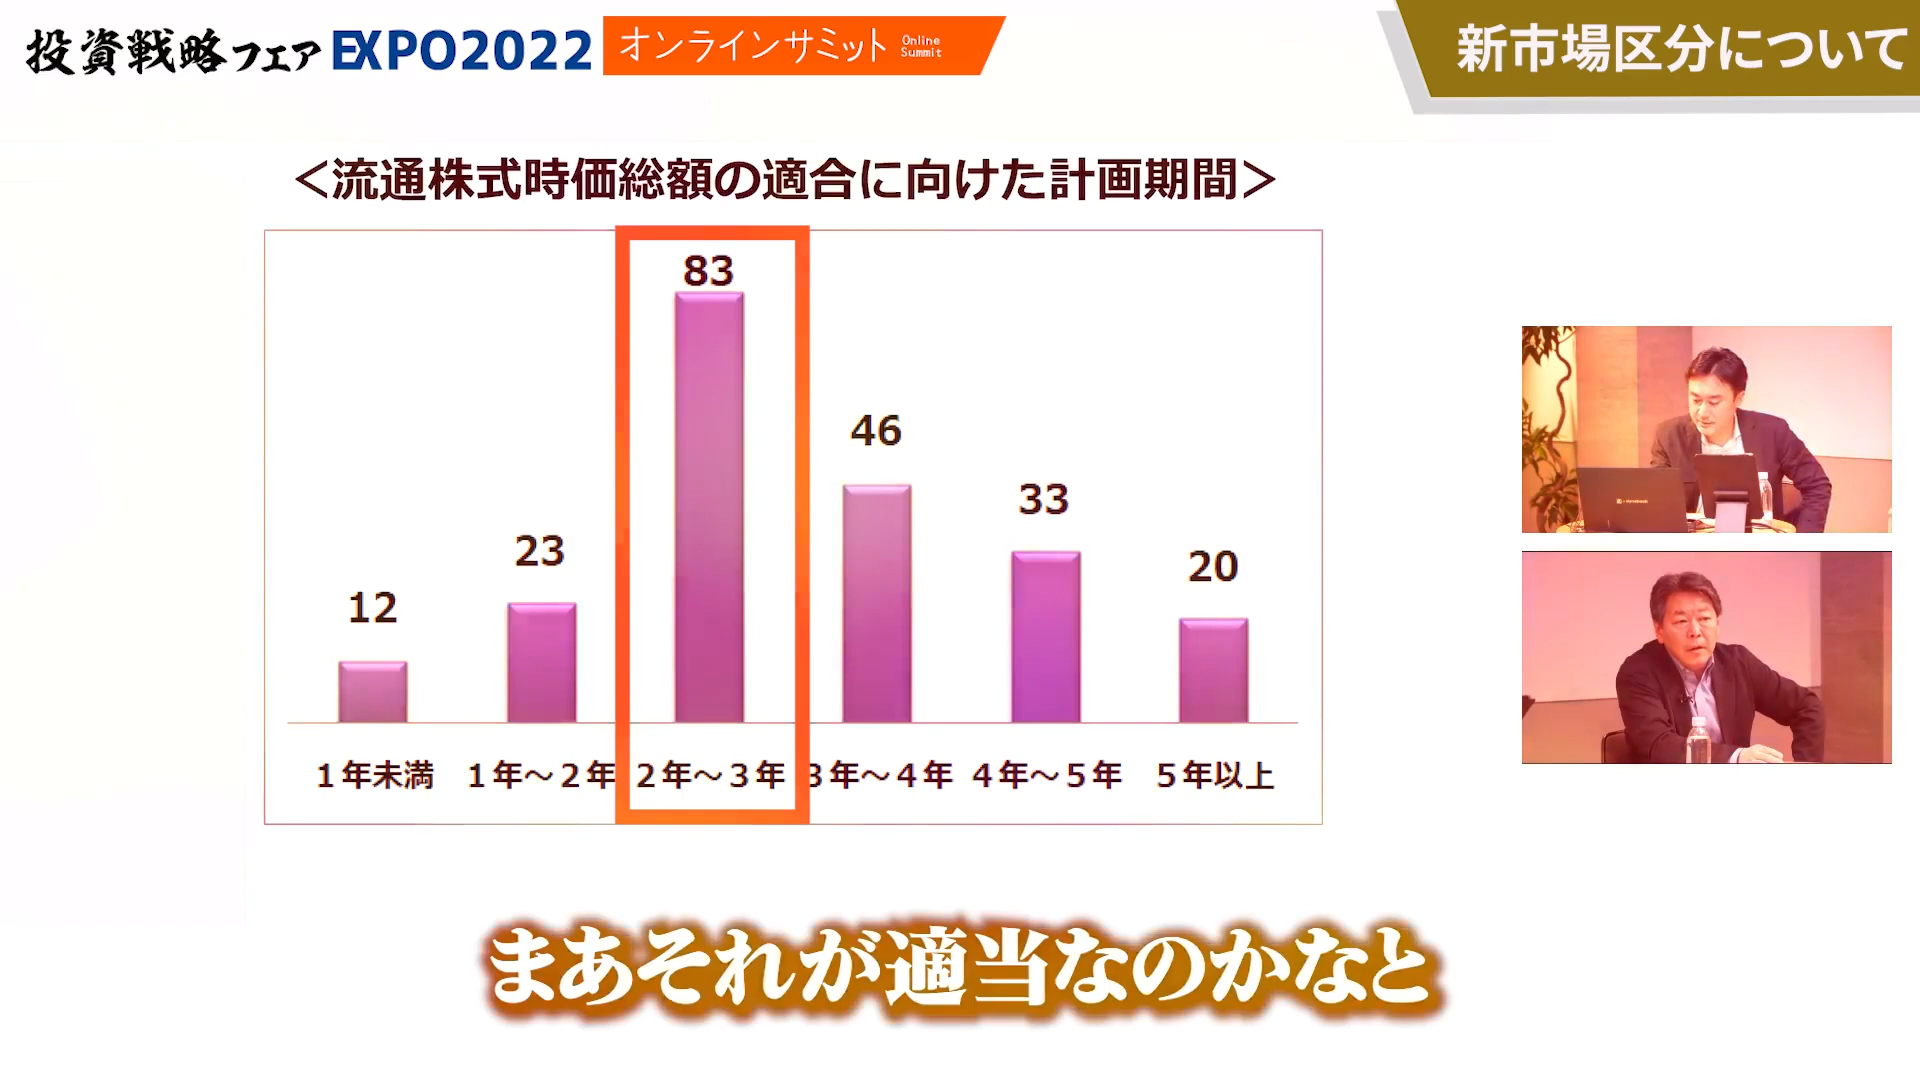 投資戦略フェア EXPO2022 オンラインサミット Online Summit
新市場区分について
＜流通株式時価総額の適合に向けた計画期間＞
83
46
33
23
20
12
１年未満 １年～２年 ２年～３年 ３年～４年 ４年～５年 ５年以上
まあそれが適当なのかなと